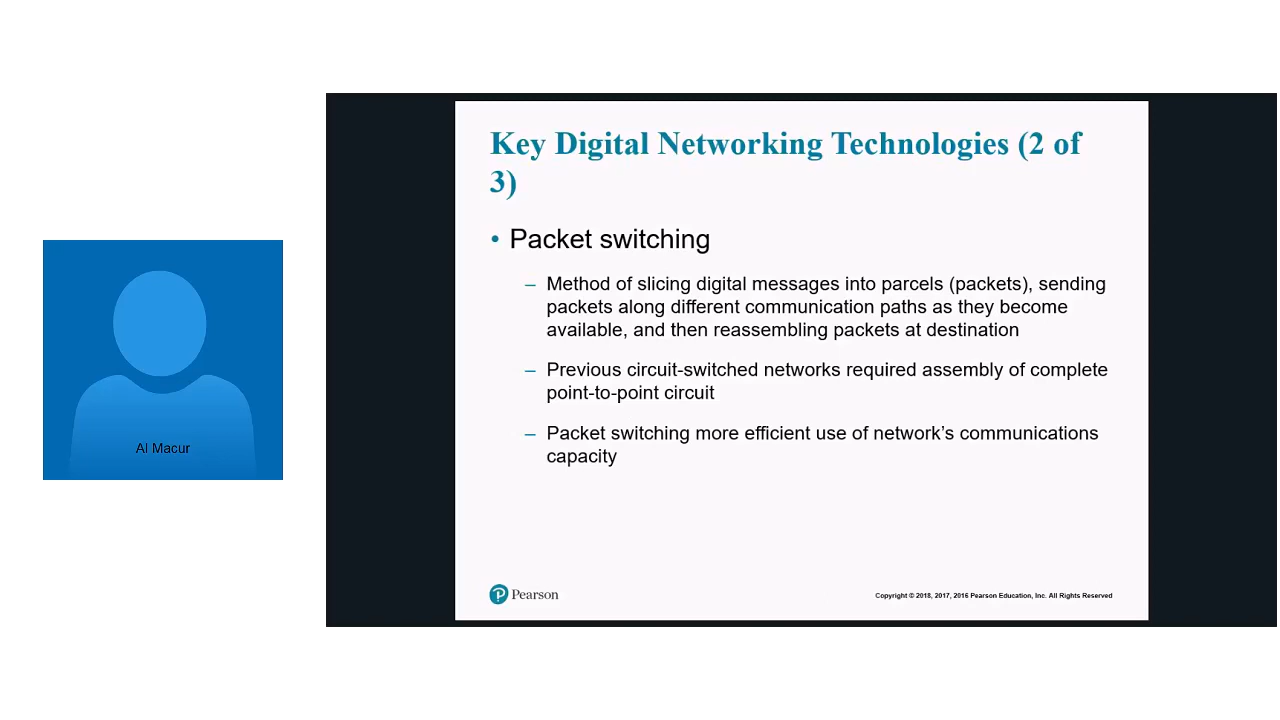 Key Digital Networking Technologies (2 of
3)
• Packet switching
– Method of slicing digital messages into parcels (packets), sending
packets along different communication paths as they become
available, and then reassembling packets at destination
– Previous circuit-switched networks required assembly of complete
point-to-point circuit
– Packet switching more efficient use of network’s communications
capacity
Al Macur
Pearson
Copyright © 2018, 2017, 2016 Pearson Education, Inc. All Rights Reserved